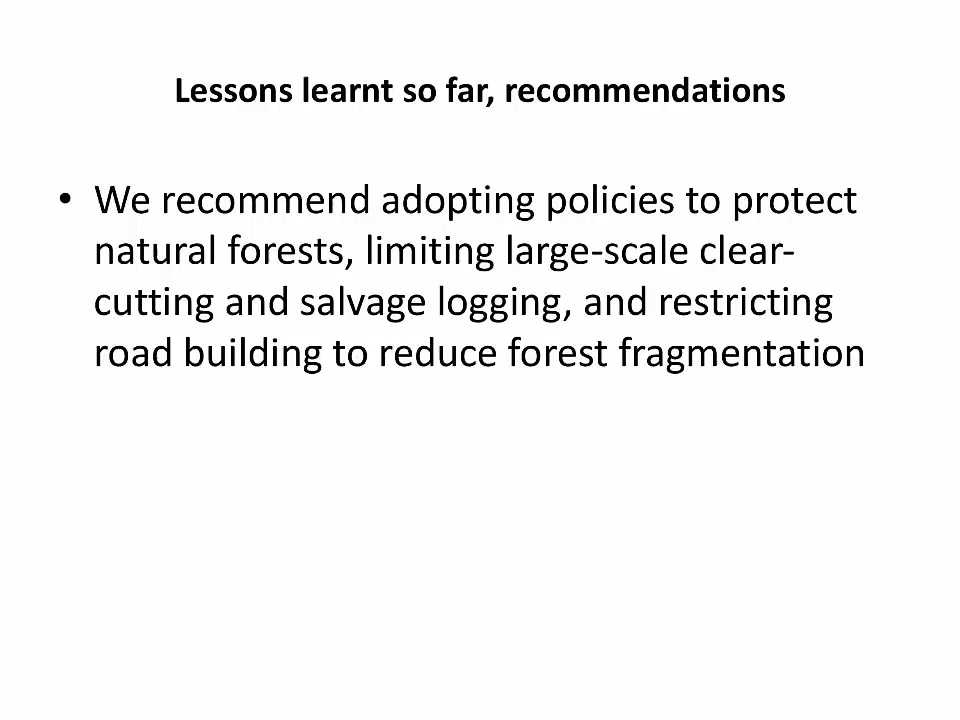 Lessons learnt so far, recommendations
• We recommend adopting policies to protect
natural forests, limiting large-scale clear-
cutting and salvage logging, and restricting
road building to reduce forest fragmentation